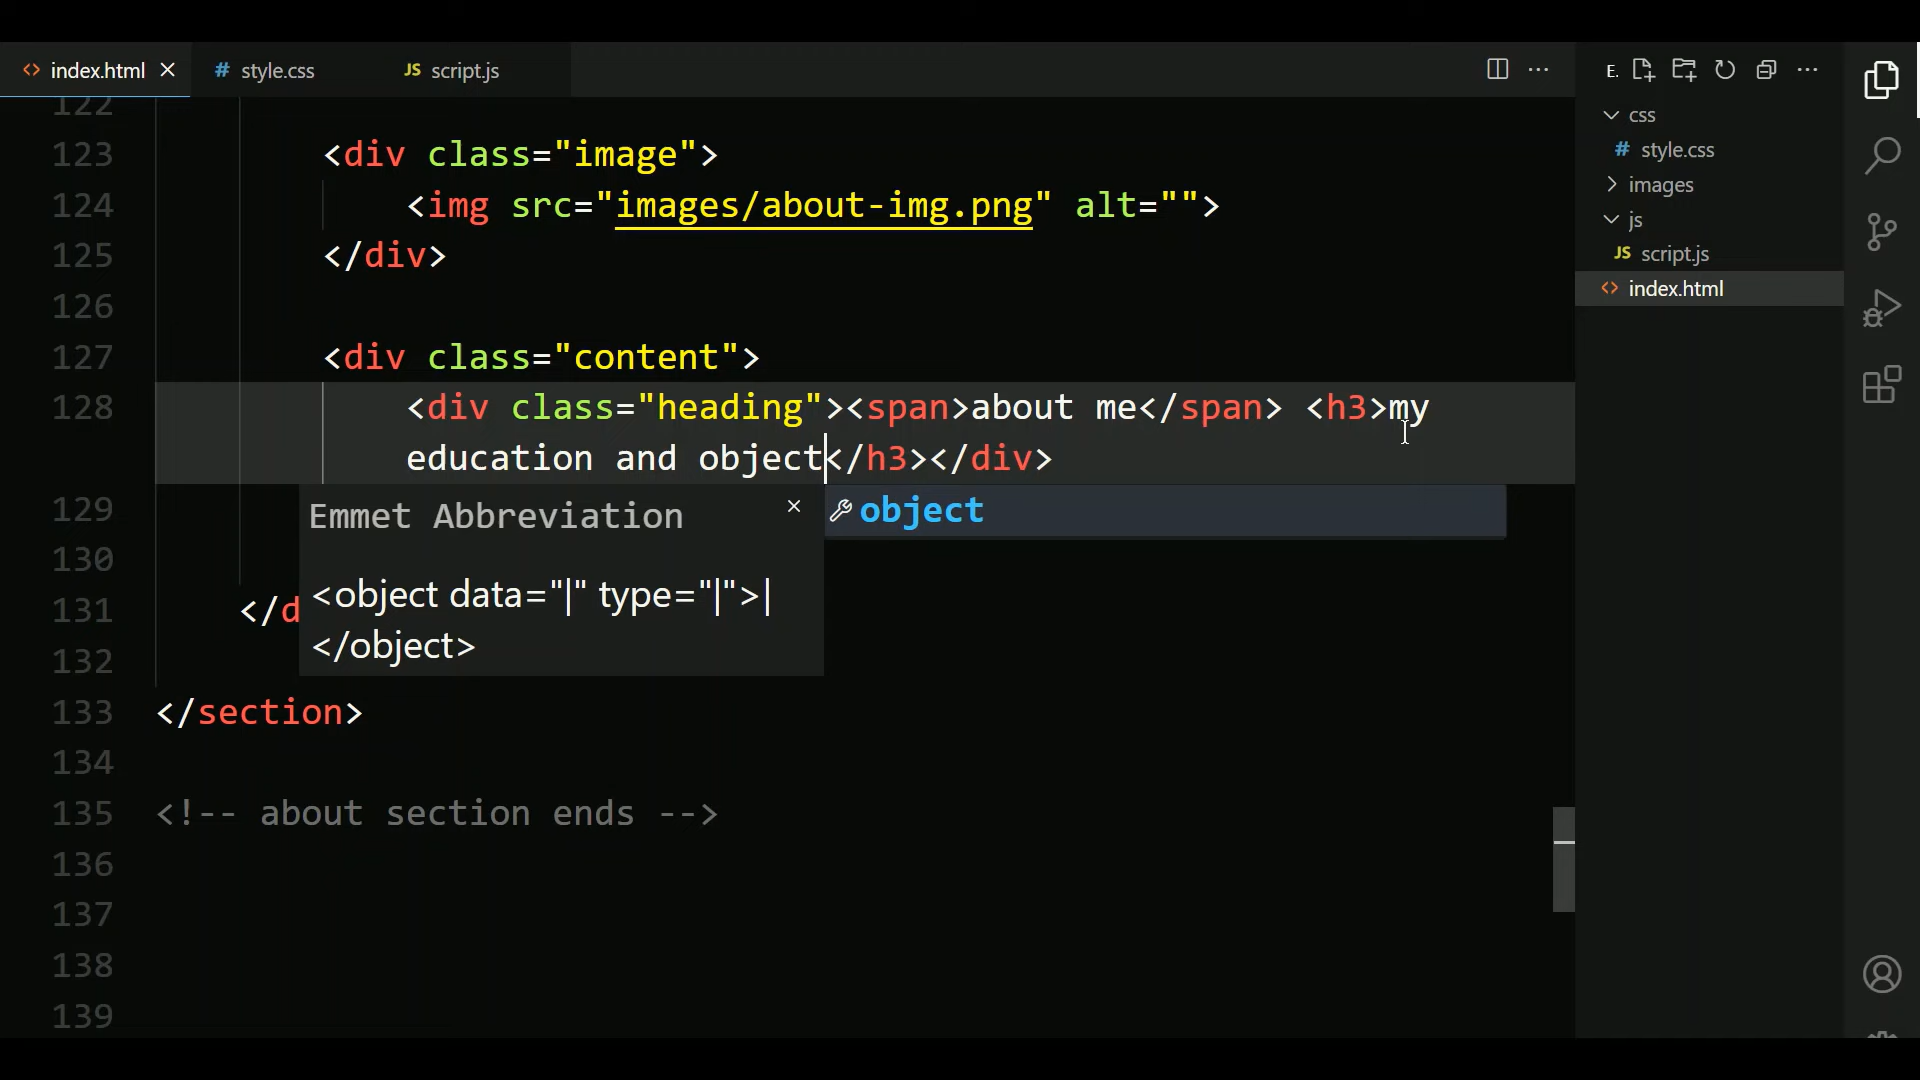 index.html
style.css
script.js
E.
122
123 <div class="image">
124 <img src="images/about-img.png" alt="">
125 </div>
126
127 <div class="content">
128 <div class="heading"><span>about me</span> <h3>my
education and object</h3></div>
129
Emmet Abbreviation
object
130
<object data="|" type="|">|
131 </d
</object>
132
133 </section>
134
135 <!-- about section ends -->
136
137
138
139
css
style.css
images
js
JS script.js
index.html